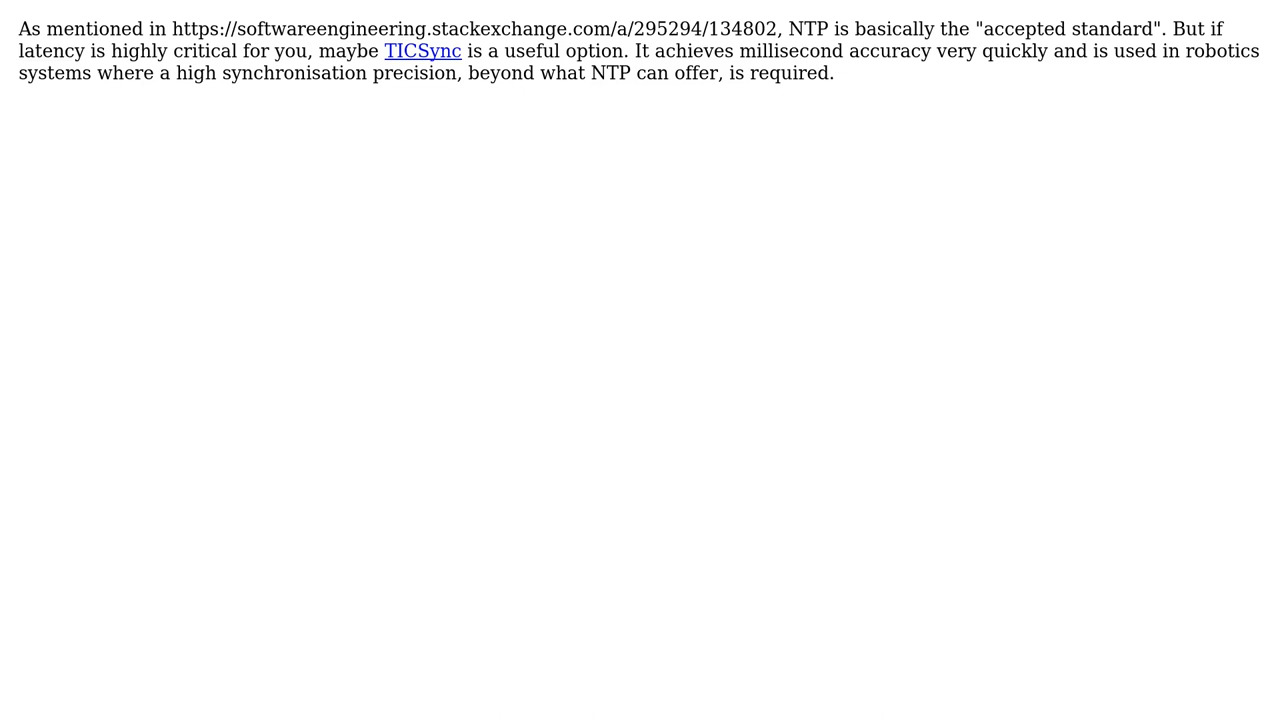 As mentioned in https://softwareengineering.stackexchange.com/a/295294/134802, NTP is basically the "accepted standard". But if
latency is highly critical for you, maybe TICSync is a useful option. It achieves millisecond accuracy very quickly and is used in robotics
systems where a high synchronisation precision, beyond what NTP can offer, is required.